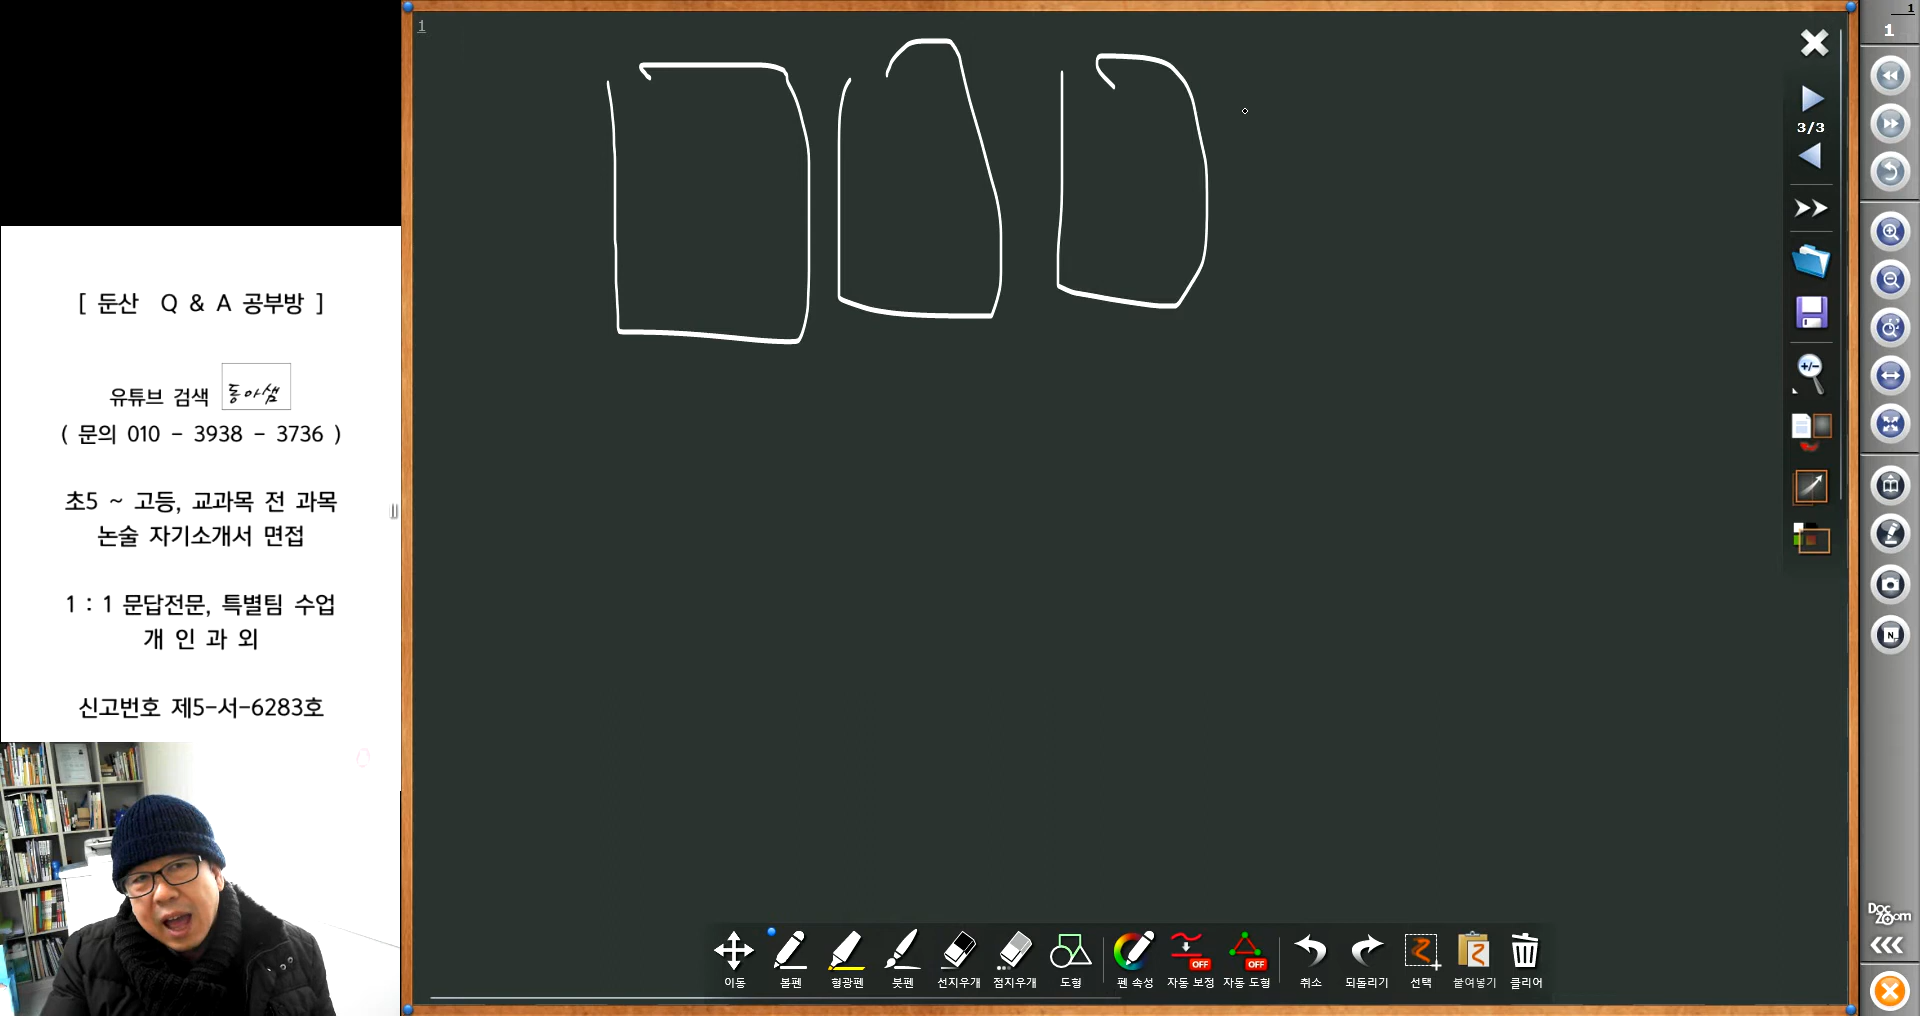 [ 둔산 Q & A 공부방 ]
유튜브 검색 동아샘
( 문의 010 - 3938 - 3736 )
초5 ~ 고등, 교과목 전 과목
논술 자기소개서 면접
1 : 1 문답전문, 특별팀 수업
개 인 과 외
신고번호 제5-서-6283호
1
3/3
1
1
+/-
N
Doc Zoom
OFF
OFF
이동
볼펜
형광펜
붓펜
선지우개
점지우개
도형
펜 속성
자동 보정
자동 도형
취소
되돌리기
선택
붙여넣기
클리어